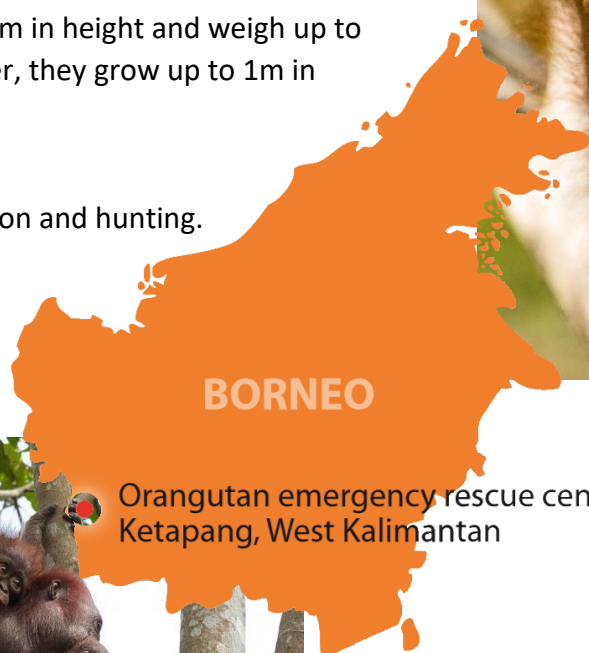 m in height and weigh up to
er, they grow up to 1m in
on and hunting.
BORNEO
Orangutan emergency rescue cen
Ketapang, West Kalimantan